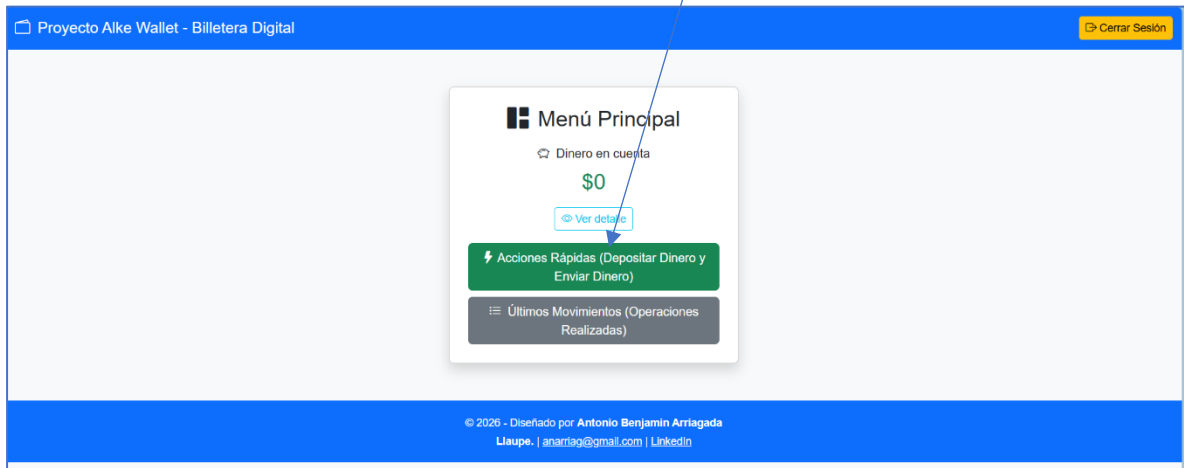 Proyecto Alke Wallet - Billetera Digital
Cerrar Sesión
Menú Principal
Dinero en cuenta
$0
Ver detalle
Acciones Rápidas (Depositar Dinero y
Enviar Dinero)
Últimos Movimientos (Operaciones
Realizadas)
© 2026 - Diseñado por Antonio Benjamin Arriagada
Llaupe. | anarriag@gmail.com | LinkedIn